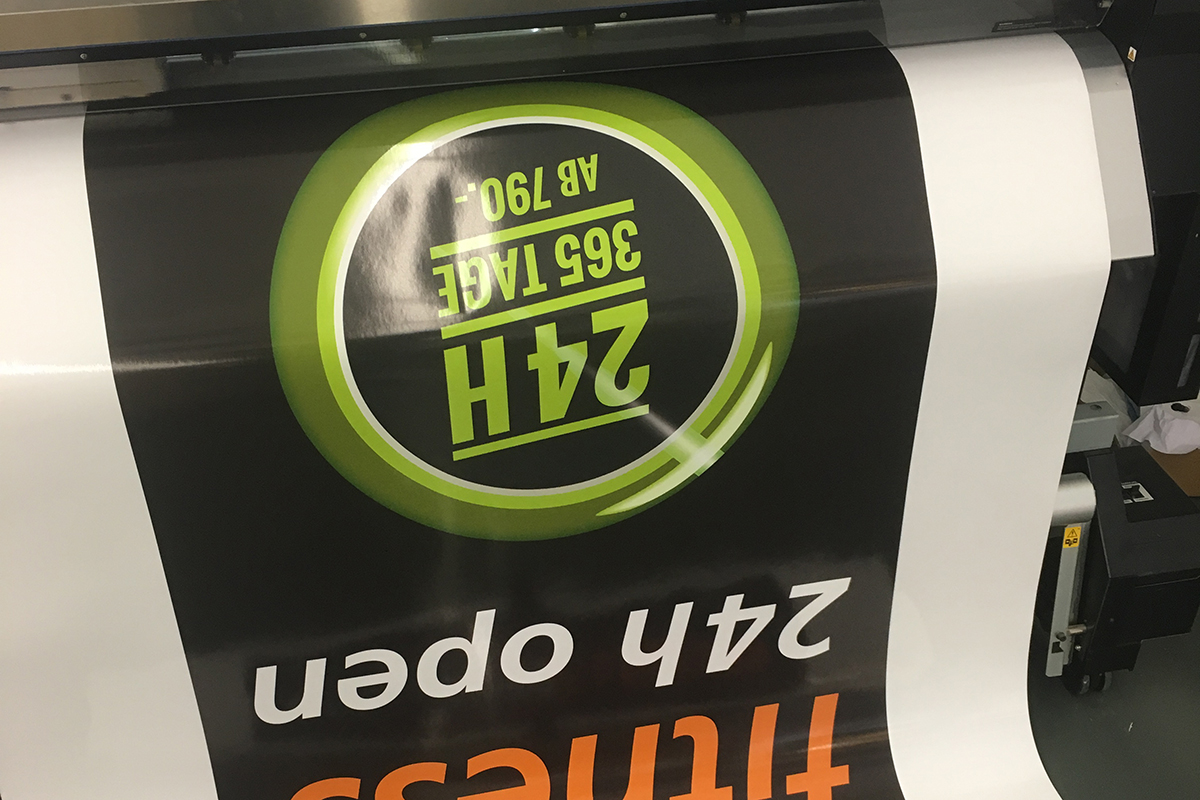 fitness
24h open
24H
365 TAGE
AB 790.-